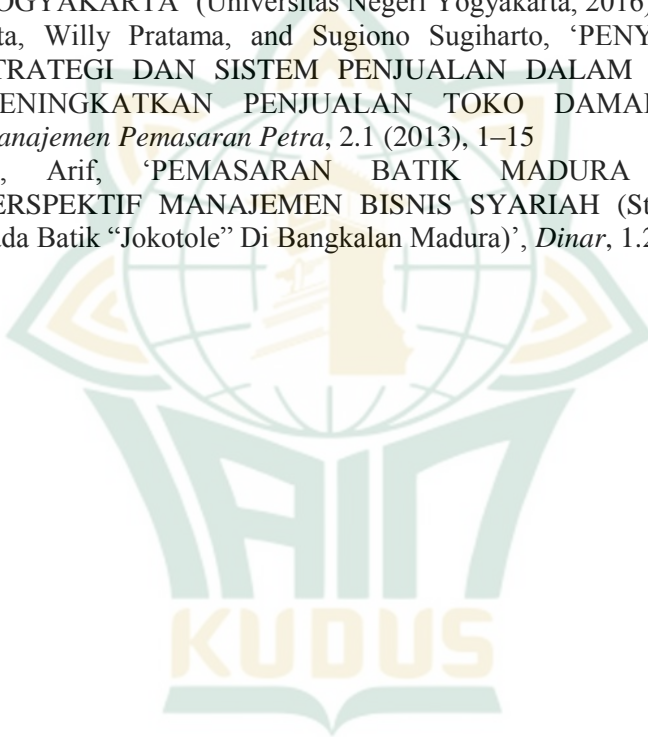 OGYAKARTA" (Universitas Negeri Yogyakarta, 2016)
ta, Willy Pratama, and Sugiono Sugiharto, 'PENY
TRATEGI DAN SISTEM PENJUALAN DALAM
ENINGKATKAN PENJUALAN TOKO DAMAI
anajemen Pemasaran Petra, 2.1 (2013), 1–15
, Arif, 'PEMASARAN BATIK MADURA
ERSPEKTIF MANAJEMEN BISNIS SYARIAH (St
da Batik "Jokotole" Di Bangkalan Madura)', Dinar, 1.2
IAIN
KUDUS